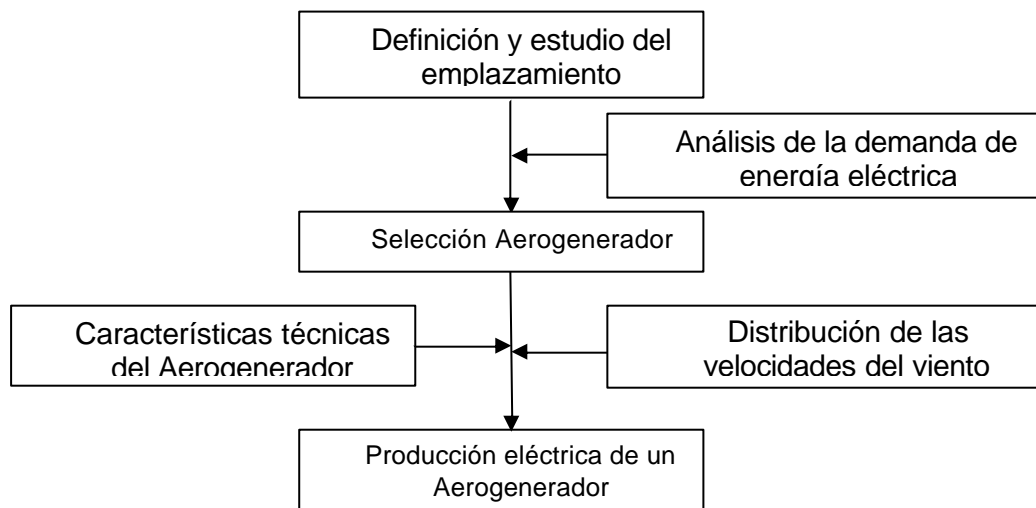 Definición y estudio del
emplazamiento
Análisis de la demanda de
energía eléctrica
Selección Aerogenerador
Características técnicas
del Aerogenerador
Distribución de las
velocidades del viento
Producción eléctrica de un
Aerogenerador